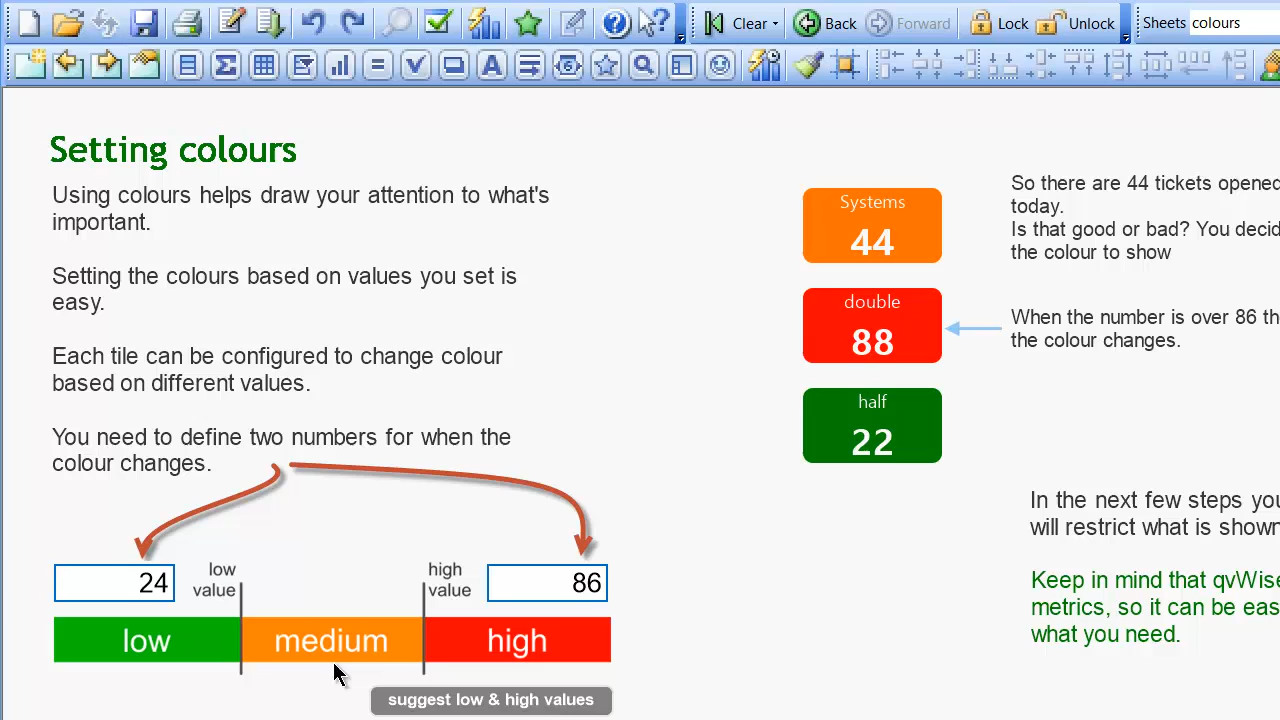 Clear
Back
Forward
Lock
Unlock
Sheets colours
Setting colours
Using colours helps draw your attention to what's
important.
Setting the colours based on values you set is
easy.
Each tile can be configured to change colour
based on different values.
You need to define two numbers for when the
colour changes.
24
low
value
high
value
86
low
medium
high
suggest low & high values
Systems
44
double
88
half
22
So there are 44 tickets opened
today.
Is that good or bad? You decid
the colour to show
When the number is over 86 th
the colour changes.
In the next few steps you
will restrict what is shown
Keep in mind that qvWise
metrics, so it can be eas
what you need.